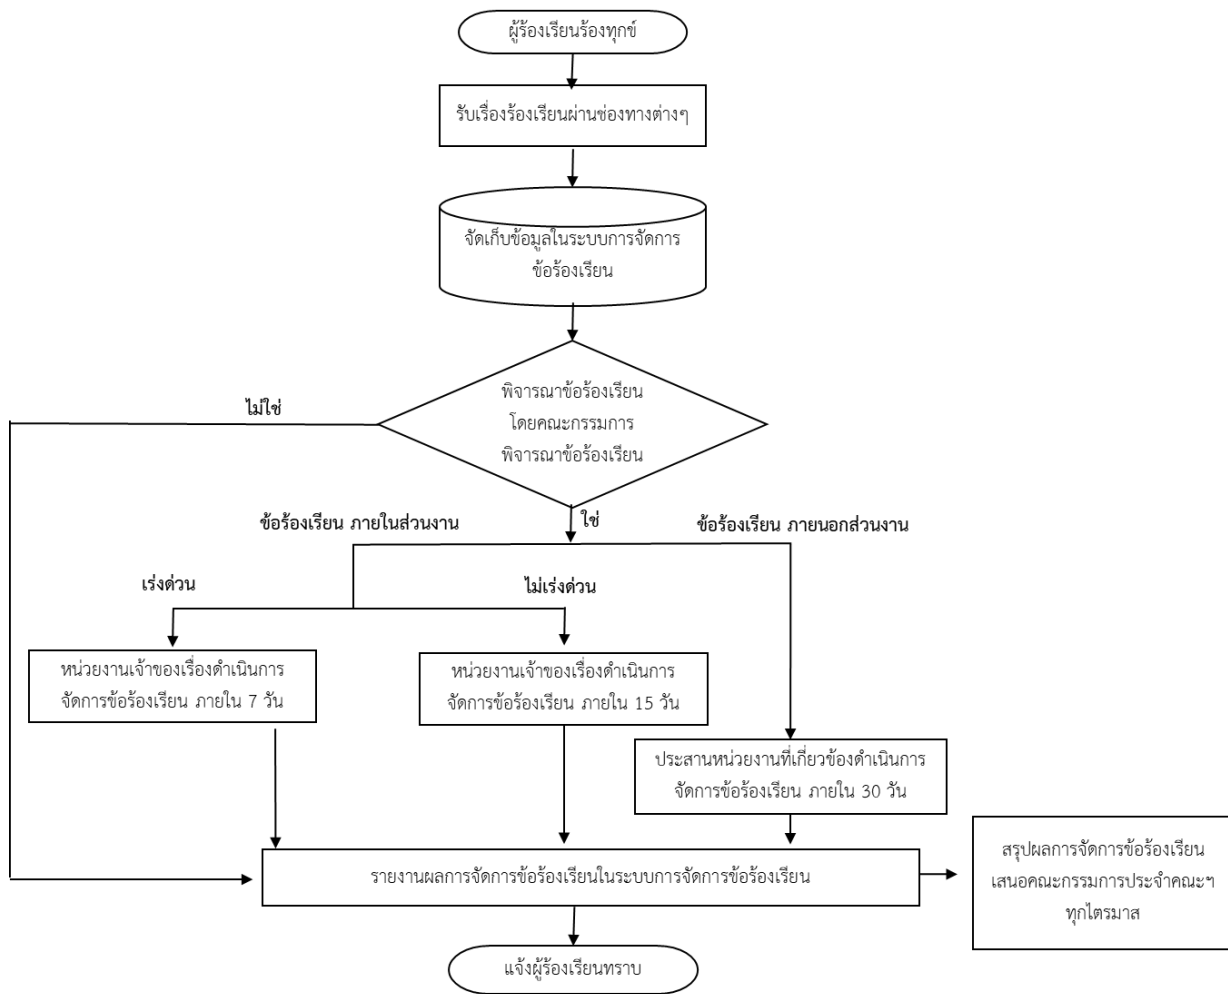 ผู้ร้องเรียนร้องทุกข์
รับเรื่องร้องเรียนผ่านช่องทางต่างๆ
จัดเก็บข้อมูลในระบบการจัดการ
ข้อร้องเรียน
พิจารณาข้อร้องเรียน
โดยคณะกรรมการ
พิจารณาข้อร้องเรียน
ไม่ใช่
ใช่
ข้อร้องเรียน ภายในส่วนงาน
ข้อร้องเรียน ภายนอกส่วนงาน
เร่งด่วน
ไม่เร่งด่วน
หน่วยงานเจ้าของเรื่องดำเนินการ
จัดการข้อร้องเรียน ภายใน 7 วัน
หน่วยงานเจ้าของเรื่องดำเนินการ
จัดการข้อร้องเรียน ภายใน 15 วัน
ประสานหน่วยงานที่เกี่ยวข้องดำเนินการ
จัดการข้อร้องเรียน ภายใน 30 วัน
รายงานผลการจัดการข้อร้องเรียนในระบบการจัดการข้อร้องเรียน
สรุปผลการจัดการข้อร้องเรียน
เสนอคณะกรรมการประจำคณะฯ
ทุกไตรมาส
แจ้งผู้ร้องเรียนทราบ